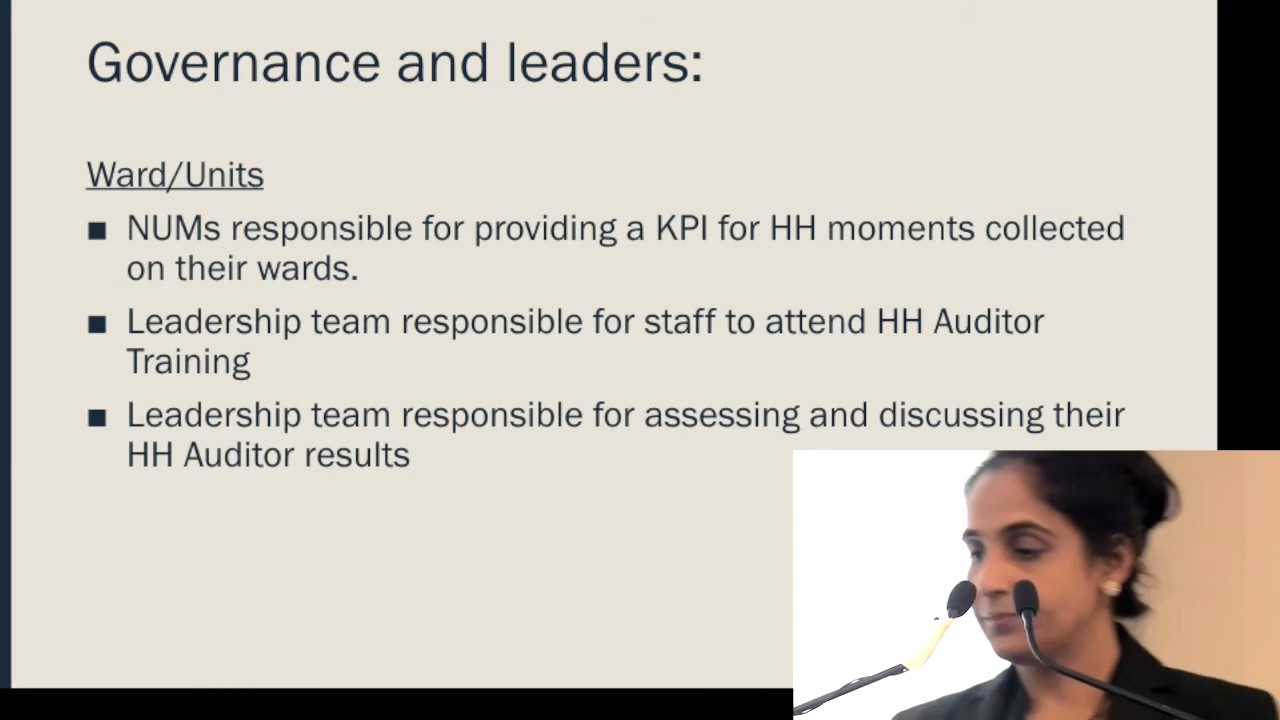 Governance and leaders:
Ward/Units
■ NUMs responsible for providing a KPI for HH moments collected
on their wards.
■ Leadership team responsible for staff to attend HH Auditor
Training
■ Leadership team responsible for assessing and discussing their
HH Auditor results